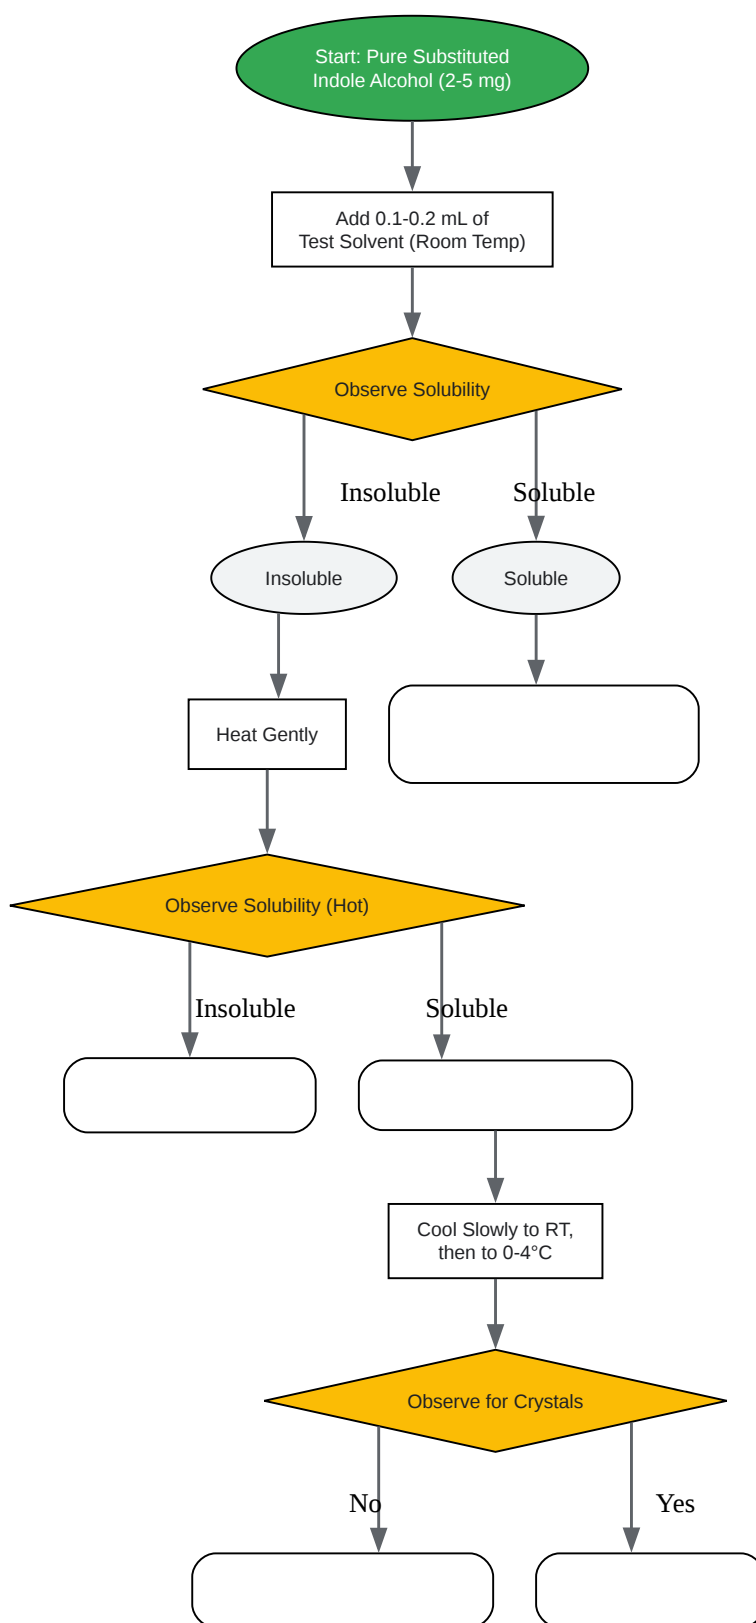 Start: Pure Substituted
Indole Alcohol (2-5 mg)
Add 0.1-0.2 mL of
Test Solvent (Room Temp)
Observe Solubility
Insoluble
Soluble
Insoluble
Soluble
Heat Gently
Observe Solubility (Hot)
Insoluble
Soluble
Cool Slowly to RT,
then to 0-4°C
Observe for Crystals
No
Yes